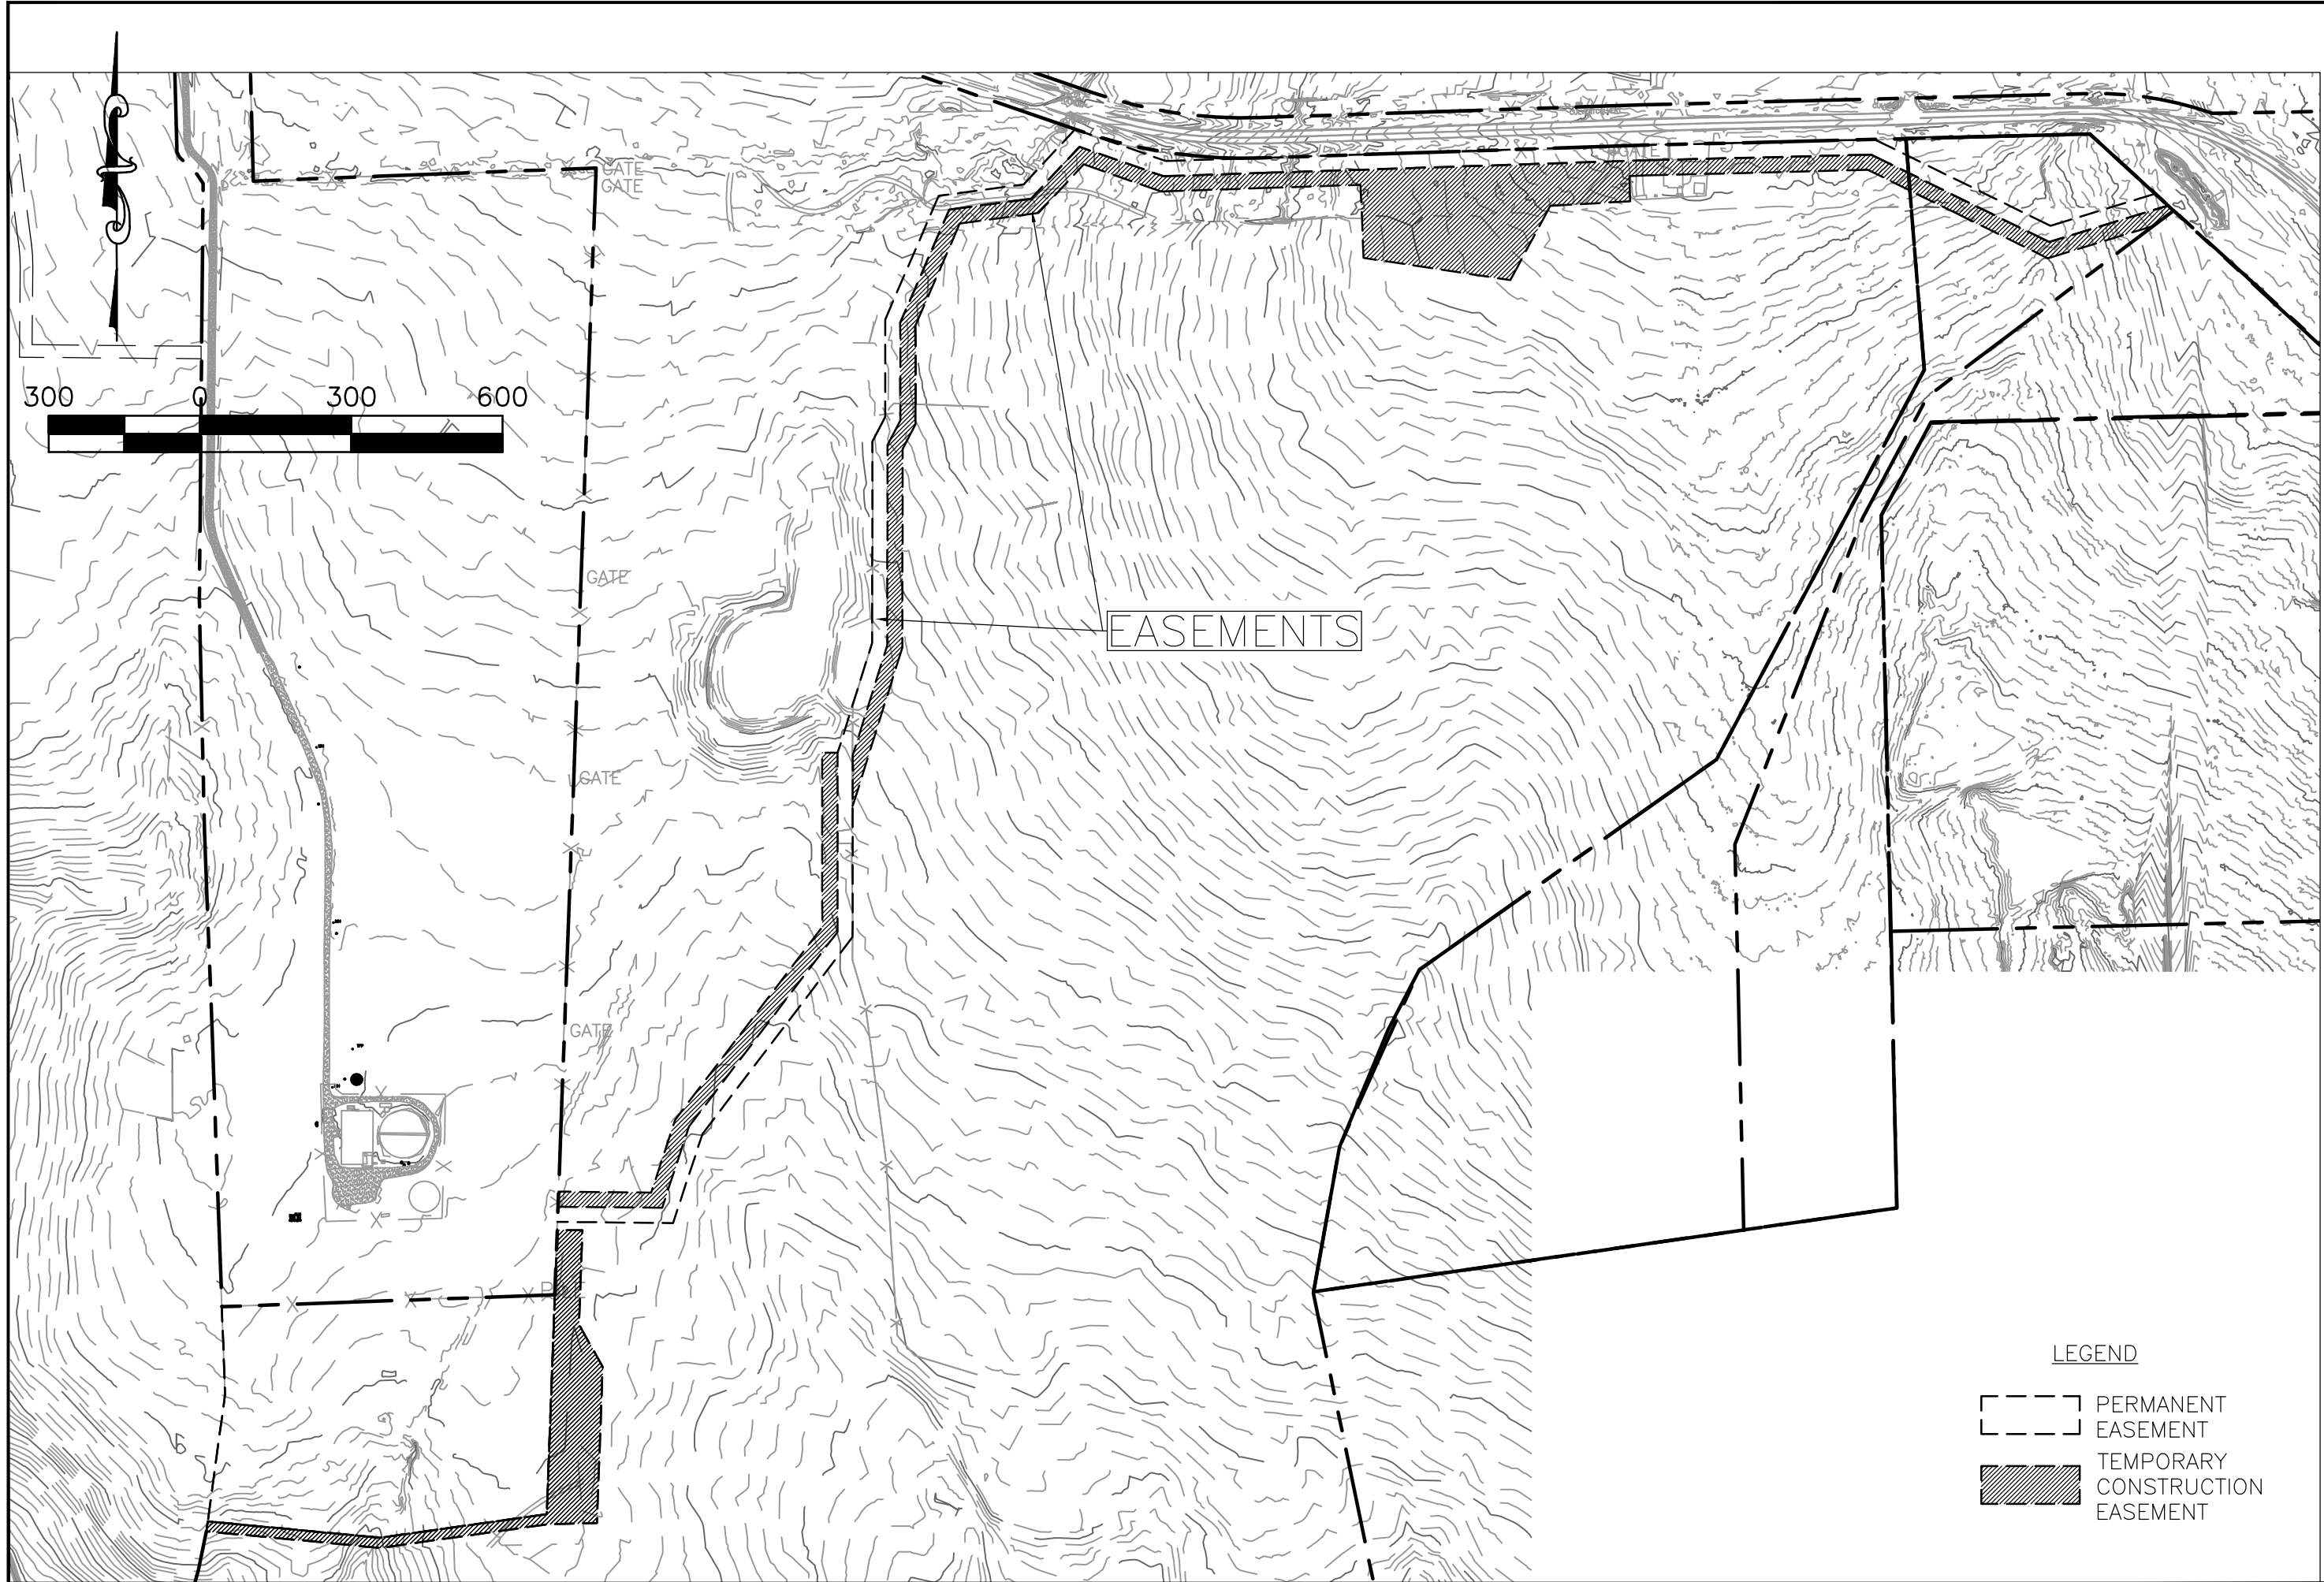 GATE
GATE
GATE
300 0 300 600
GATE
EASEMENTS
GATE
GATE
LEGEND
PERMANENT
EASEMENT
TEMPORARY
CONSTRUCTION
EASEMENT